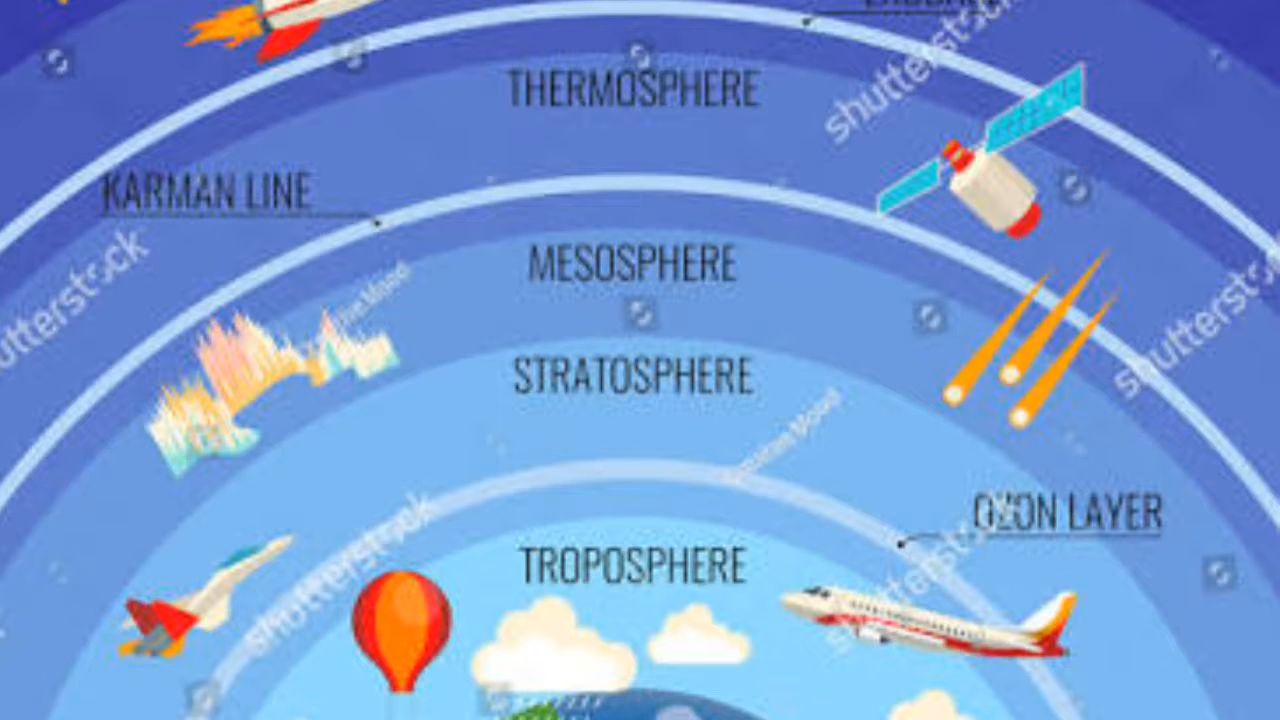 THERMOSPHERE
shutterstock
KARMAN LINE
MESOSPHERE
shutterstock
shutterstock
STRATOSPHERE
OZON LAYER
shutterstock
shutterstock
TROPOSPHERE